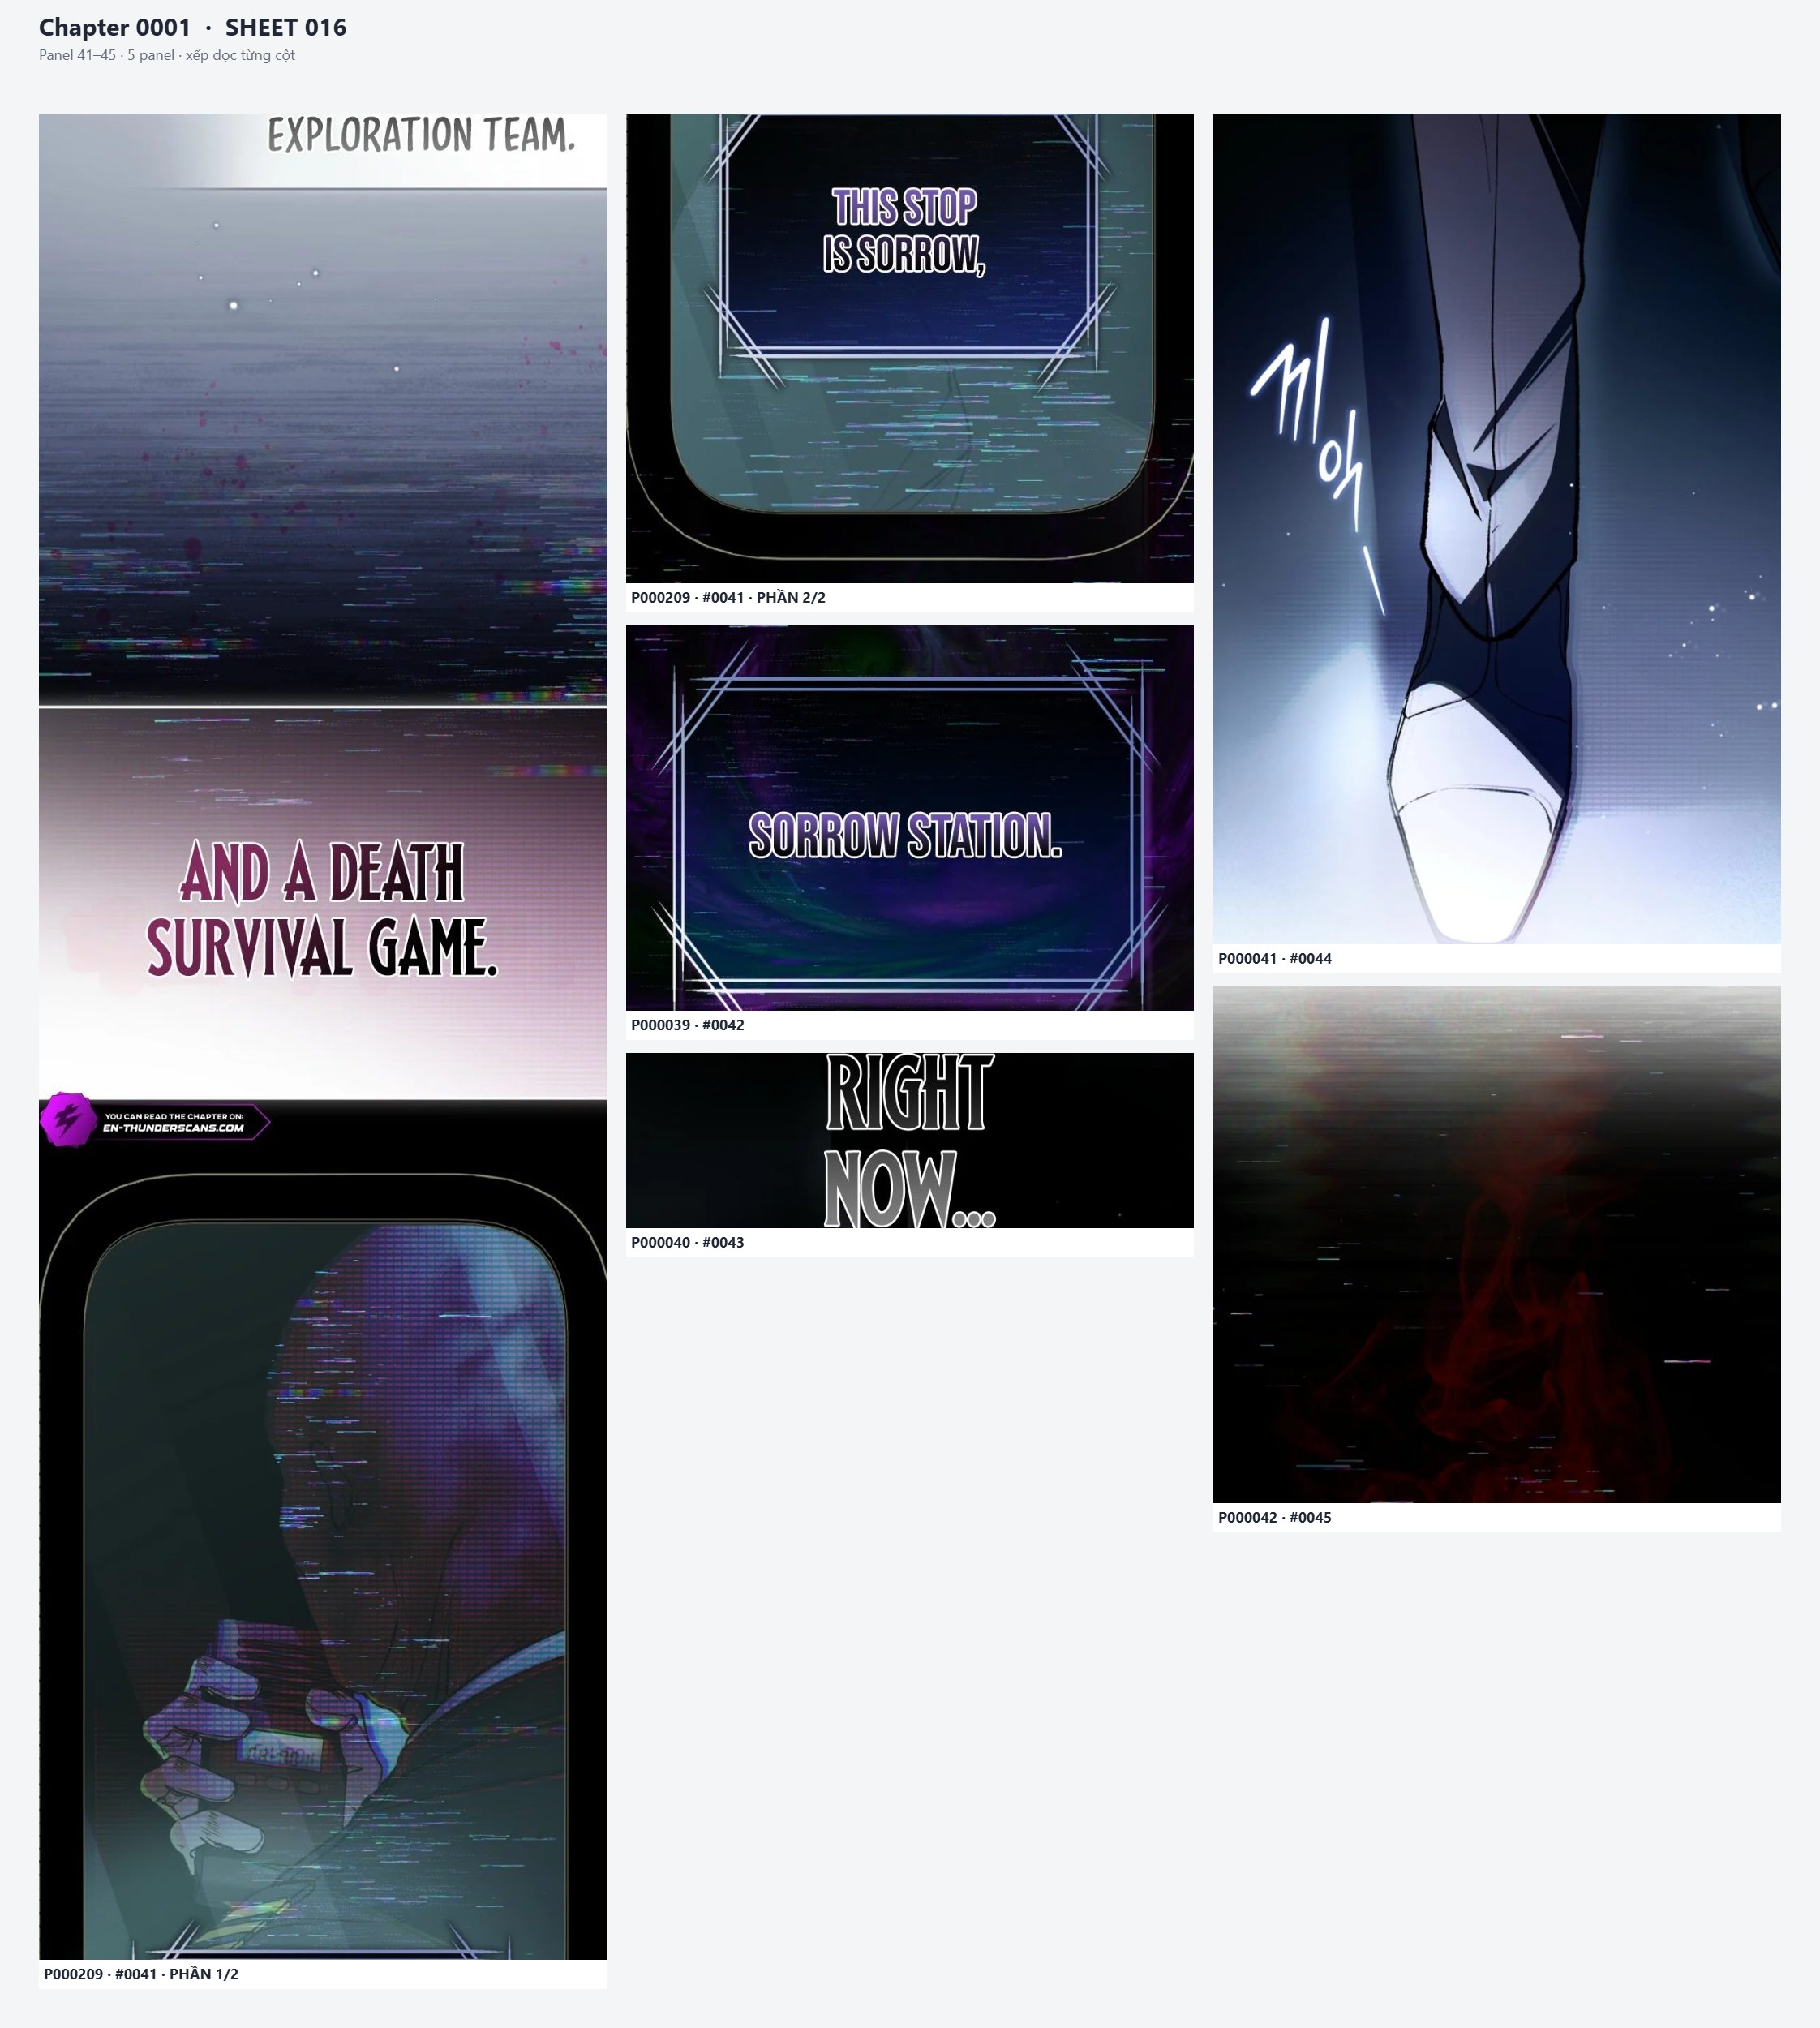 Chapter 0001 · SHEET 016
Panel 41–45 · 5 panel · xếp dọc từng cột
EXPLORATION TEAM.
AND A DEATH
SURVIVAL GAME.
YOU CAN READ THE CHAPTER ON:
EN-THUNDERSCANS.COM
P000209 · #0041 · PHẦN 1/2
THIS STOP
IS SORROW,
P000209 · #0041 · PHẦN 2/2
SORROW STATION.
P000039 · #0042
RIGHT
NOW...
P000040 · #0043
P000041 · #0044
P000042 · #0045